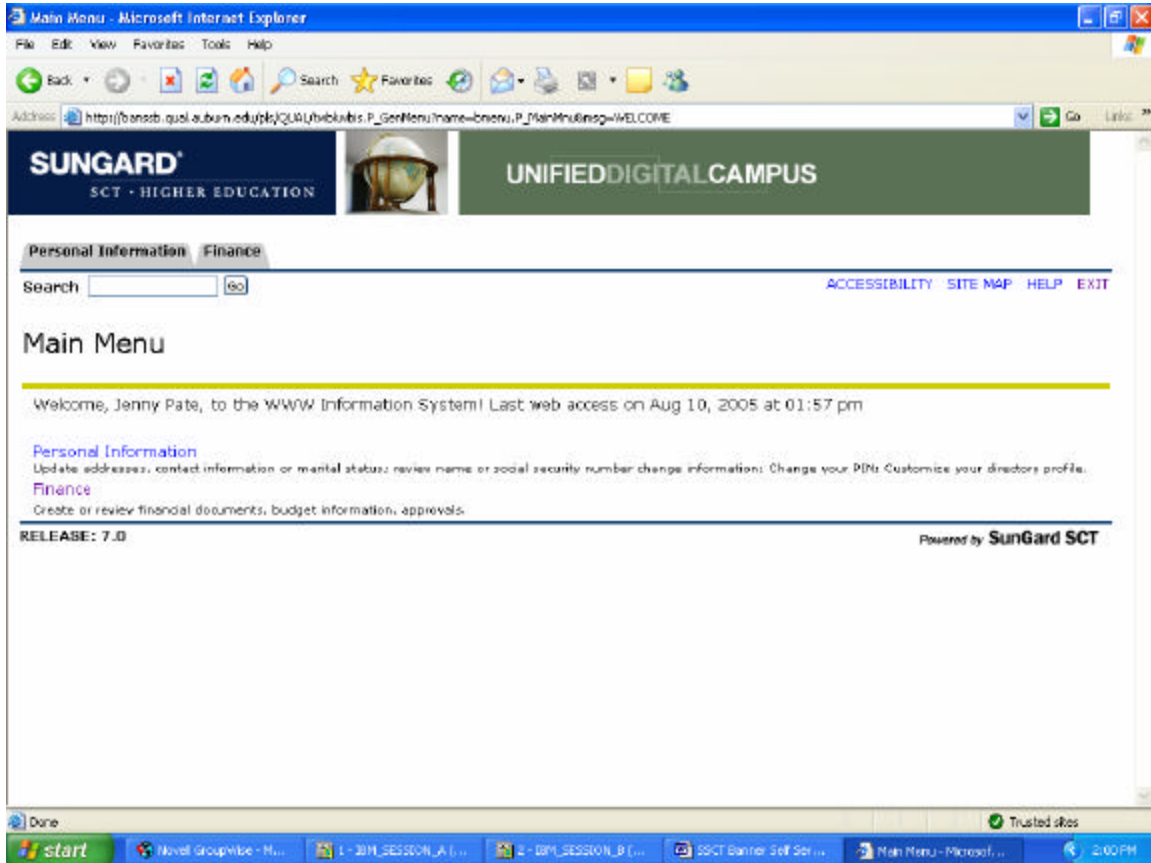 Main Menu - Microsoft Internet Explorer
File Edit View Favorites Tools Help
Back Search Favorites
Address http://banssb.qual.auburn.edu/pls/QUAL/twbkwbis.P_GenMenu?name=bmenu.P_MainMnu&msg=WELCOME Go Links »
SUNGARD®
SCT · HIGHER EDUCATION
UNIFIEDDIGITALCAMPUS
Personal Information Finance
Search Go ACCESSIBILITY SITE MAP HELP EXIT
Main Menu
Welcome, Jenny Pate, to the WWW Information System! Last web access on Aug 10, 2005 at 01:57 pm
Personal Information
Update addresses, contact information or marital status; review name or social security number change information; Change your PIN; Customize your directory profile.
Finance
Create or review financial documents, budget information, approvals.
RELEASE: 7.0 Powered by SunGard SCT
Done Trusted sites
start Novell GroupWise - M... 1 - IBM_SESSION_A (... 2 - IBM_SESSION_B (... SSCT Banner Self Ser... Main Menu - Microsof... 2:00 PM